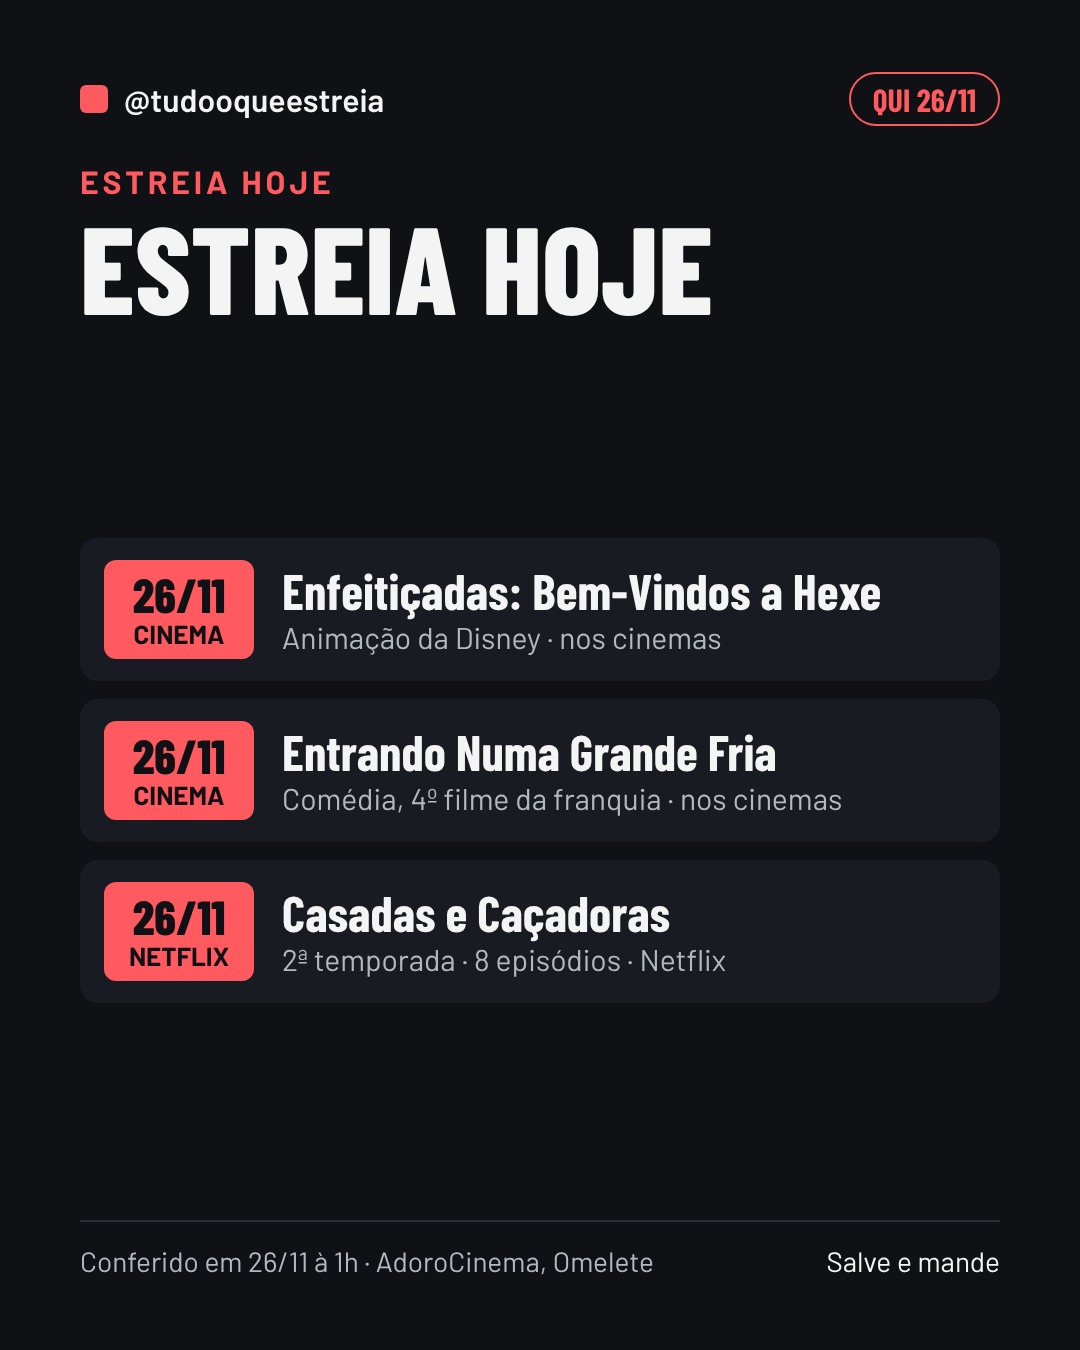 @tudooqueestreia
QUI 26/11
ESTREIA HOJE
ESTREIA HOJE
26/11
CINEMA
Enfeitiçadas: Bem-Vindos a Hexe
Animação da Disney · nos cinemas
26/11
CINEMA
Entrando Numa Grande Fria
Comédia, 4º filme da franquia · nos cinemas
26/11
NETFLIX
Casadas e Caçadoras
2ª temporada · 8 episódios · Netflix
Conferido em 26/11 à 1h · AdoroCinema, Omelete
Salve e mande